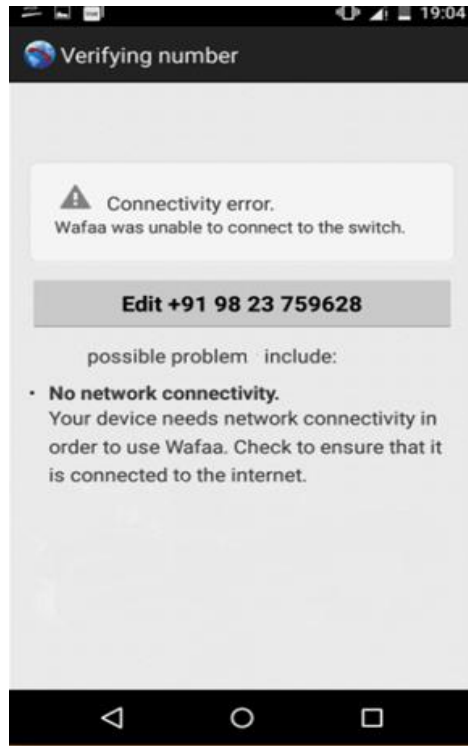 19:04
Verifying number
Connectivity error.
Wafaa was unable to connect to the switch.
Edit +91 98 23 759628
possible problem include:
· No network connectivity.
Your device needs network connectivity in
order to use Wafaa. Check to ensure that it
is connected to the internet.